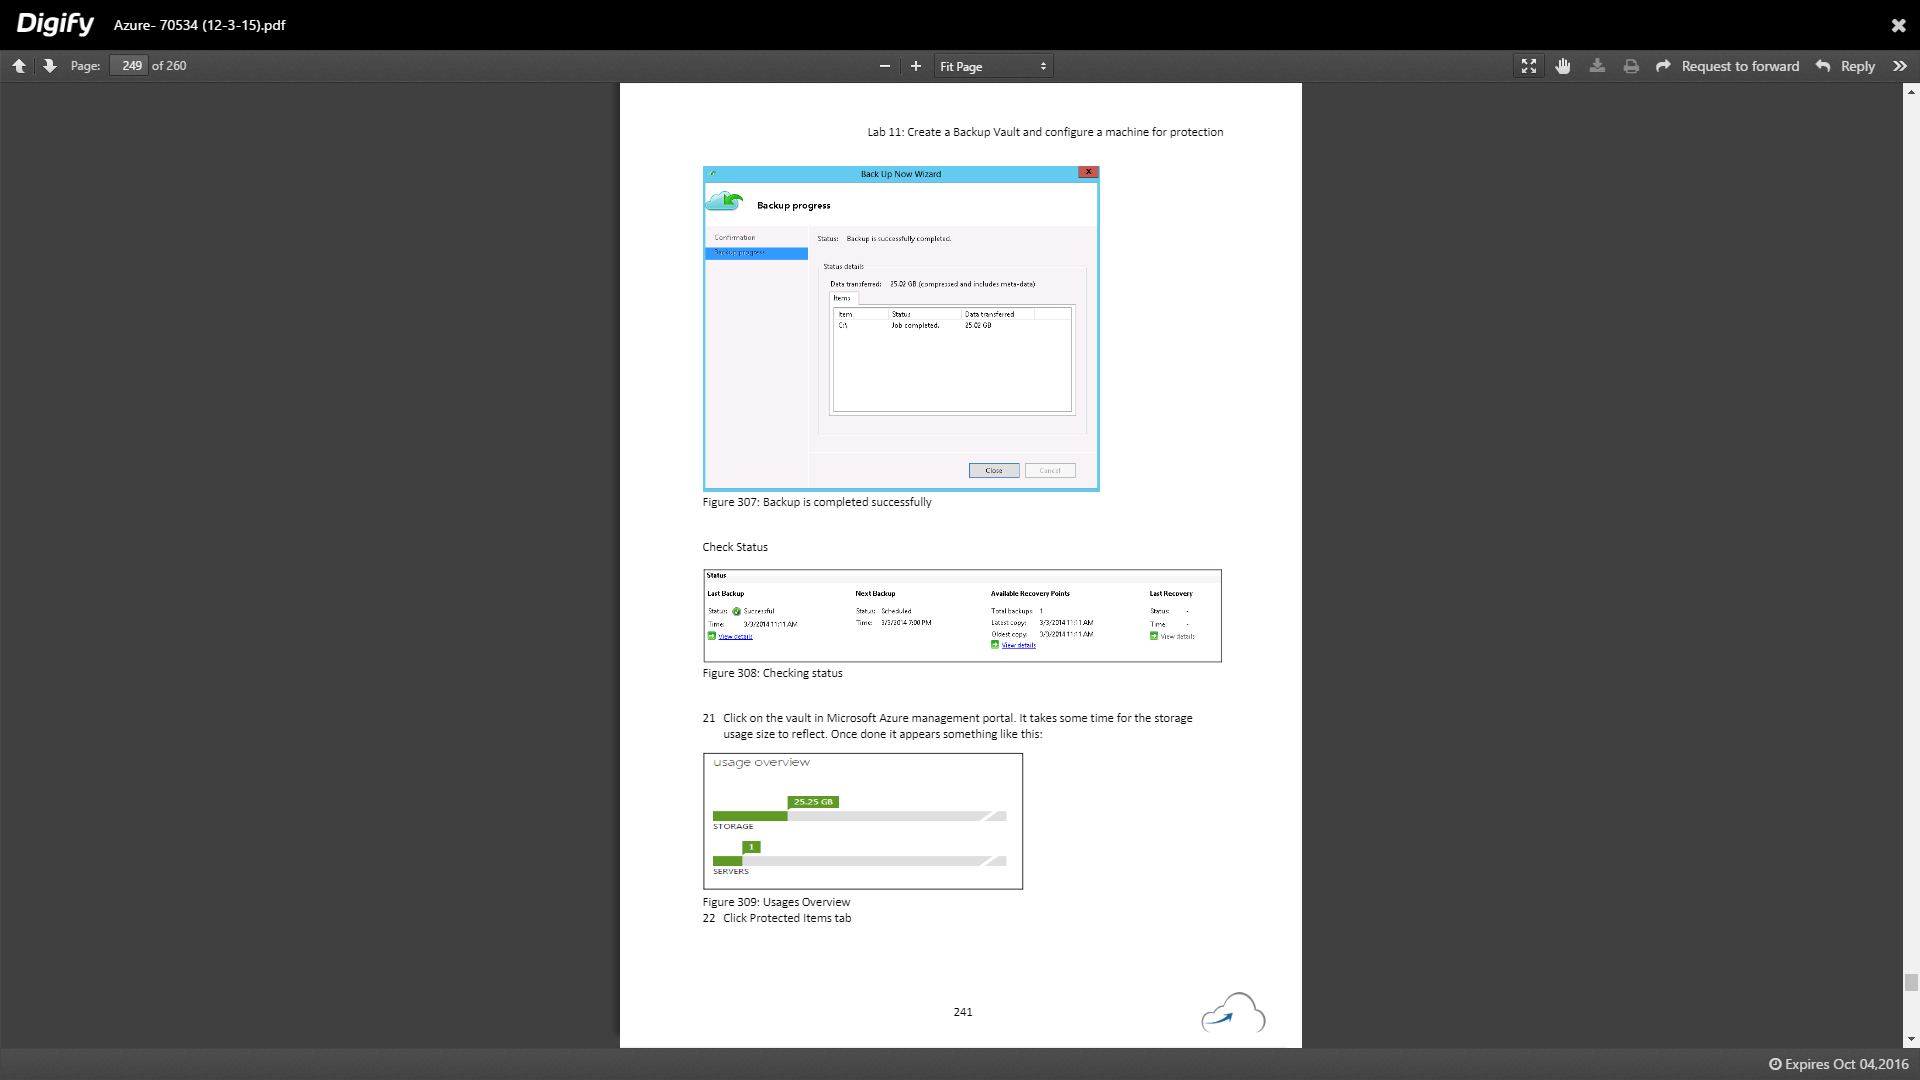 Digify Azure- 70534 (12-3-15).pdf
Page: 249 of 260 Fit Page Request to forward Reply
Lab 11: Create a Backup Vault and configure a machine for protection
Back Up Now Wizard
Backup progress
Confirmation
Backup progress
Status: Backup is successfully completed.
Status details
Data transferred: 25.02 GB (compressed and includes meta-data)
Items
Item Status Data transferred
C:\ Job completed. 25.02 GB
Close Cancel
Figure 307: Backup is completed successfully
Check Status
Status
Last Backup Next Backup Available Recovery Points Last Recovery
Status: Successful Status: Scheduled Total backups: 1 Status: -
Time: 3/3/2014 11:11 AM Time: 3/3/2014 7:00 PM Latest copy: 3/3/2014 11:11 AM Time: -
View details Oldest copy: 3/3/2014 11:11 AM View details
View details
Figure 308: Checking status
21 Click on the vault in Microsoft Azure management portal. It takes some time for the storage
usage size to reflect. Once done it appears something like this:
usage overview
25.25 GB
STORAGE
1
SERVERS
Figure 309: Usages Overview
22 Click Protected Items tab
241
Expires Oct 04,2016